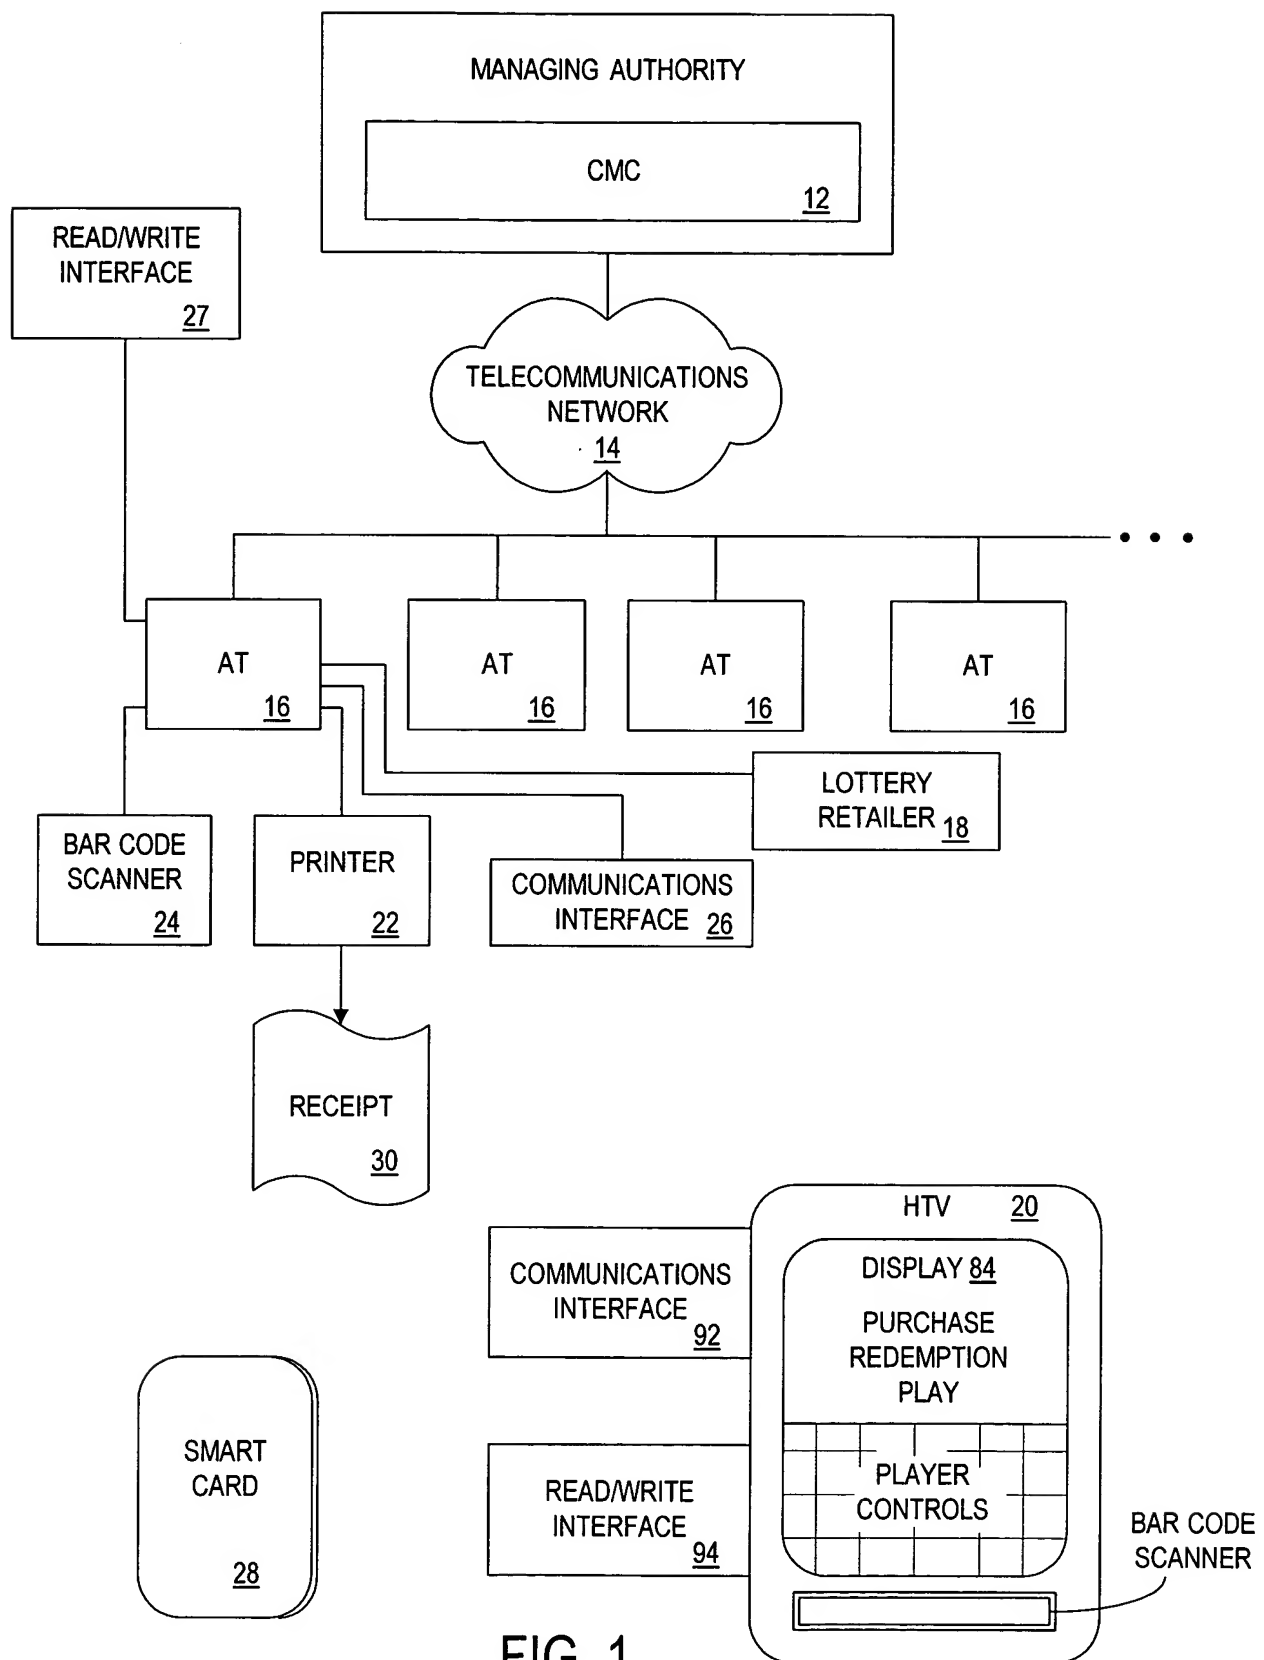 MANAGING AUTHORITY
CMC
12
READ/WRITE
INTERFACE
27
TELECOMMUNICATIONS
NETWORK
14
AT
16
AT
16
AT
16
AT
16
LOTTERY
RETAILER 18
BAR CODE
SCANNER
24
PRINTER
22
COMMUNICATIONS
INTERFACE 26
RECEIPT
30
HTV 20
DISPLAY 84
PURCHASE
REDEMPTION
PLAY
COMMUNICATIONS
INTERFACE
92
SMART
CARD
28
READ/WRITE
INTERFACE
94
PLAYER
CONTROLS
BAR CODE
SCANNER
FIG. 1